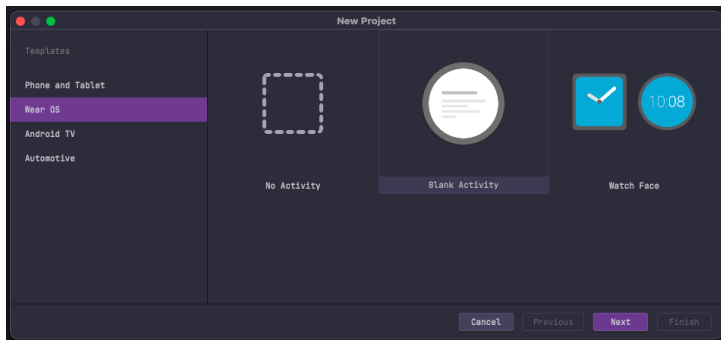 New Project
Templates
Phone and Tablet
Wear OS
Android TV
Automotive
No Activity
Blank Activity
10:08
Watch Face
Cancel
Previous
Next
Finish